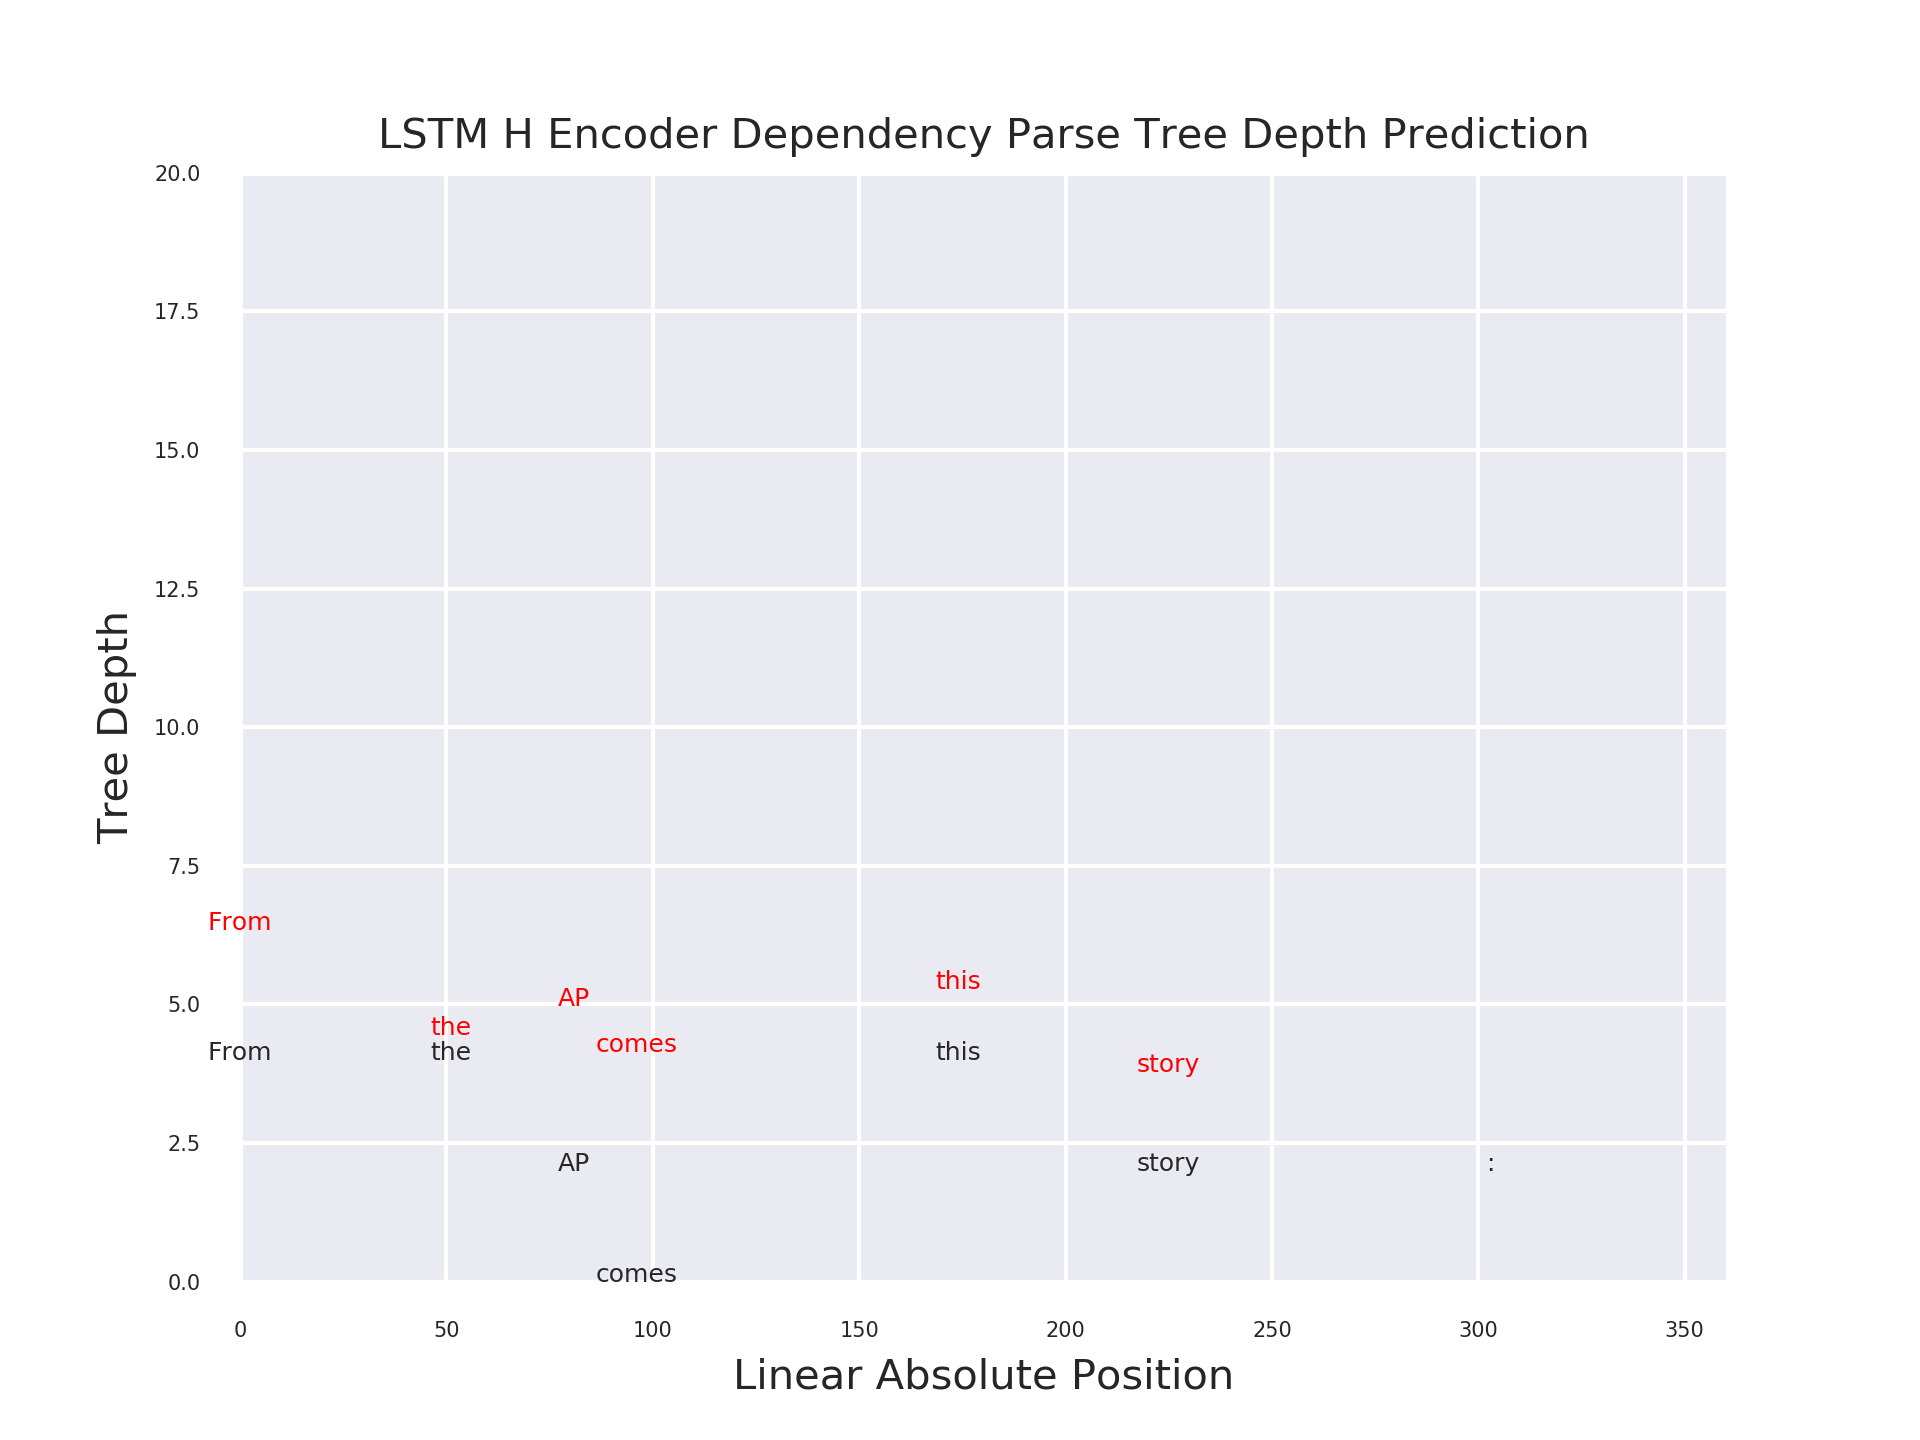 LSTM H Encoder Dependency Parse Tree Depth Prediction
20.0
17.5
15.0
12.5
10.0
7.5
5.0
2.5
0.0
Tree Depth
From
this
AP
the
comes
From
the
this
story
AP
story
:
comes
0 50 100 150 200 250 300 350
Linear Absolute Position